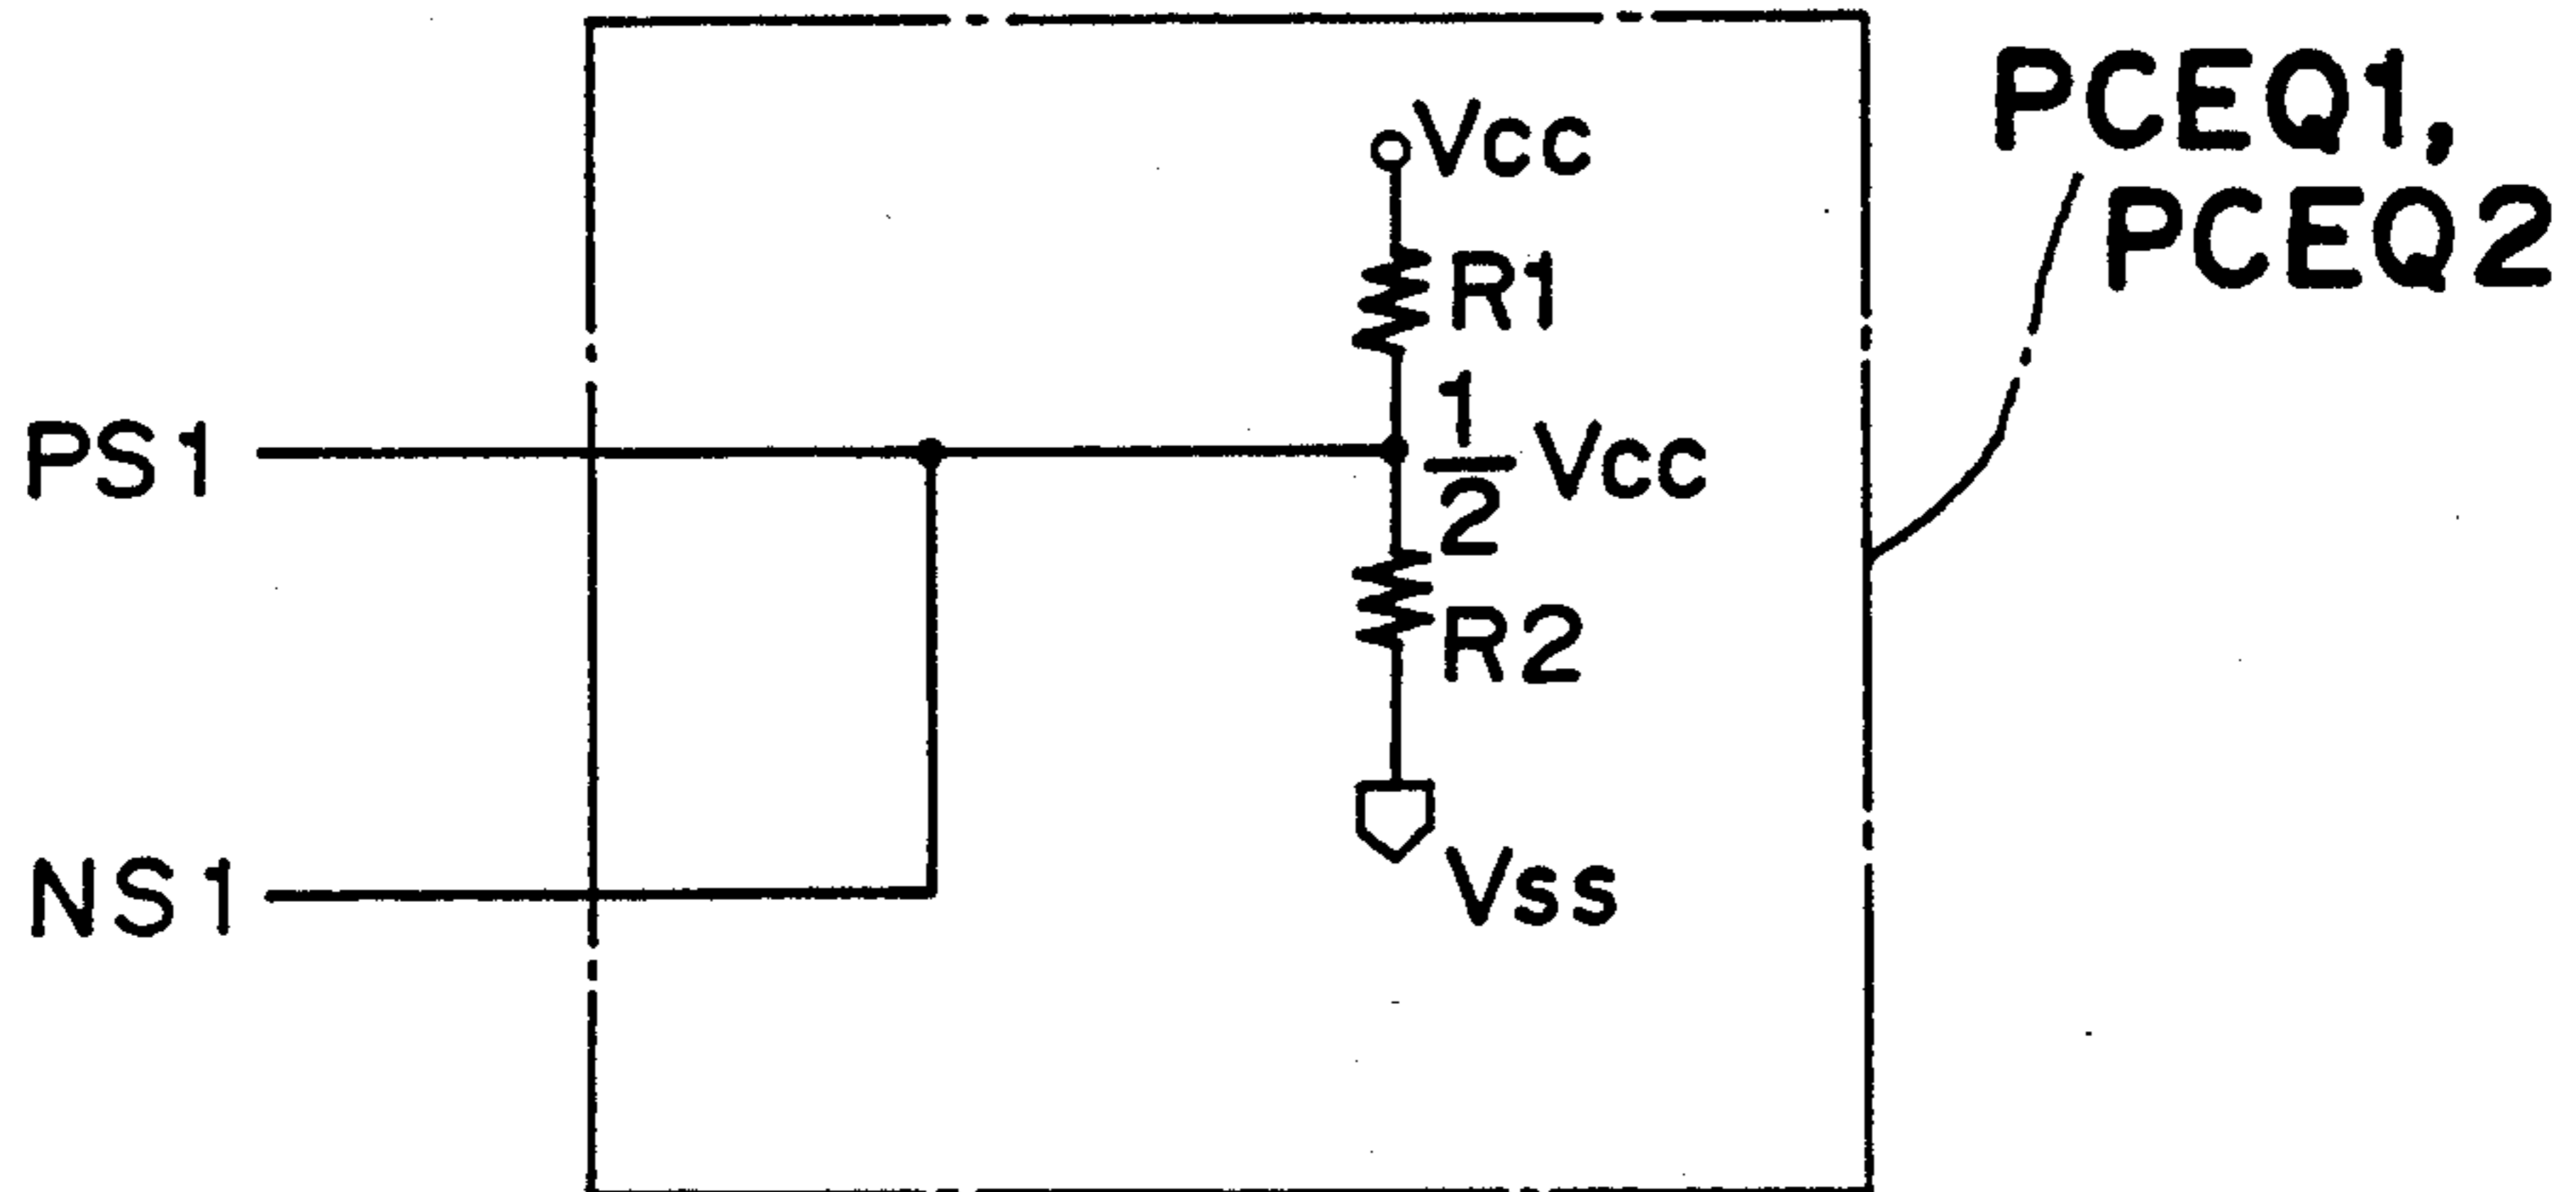 PCEQ1,
PCEQ2
Vcc
R1
PS1
1/2 Vcc
R2
NS1
Vss